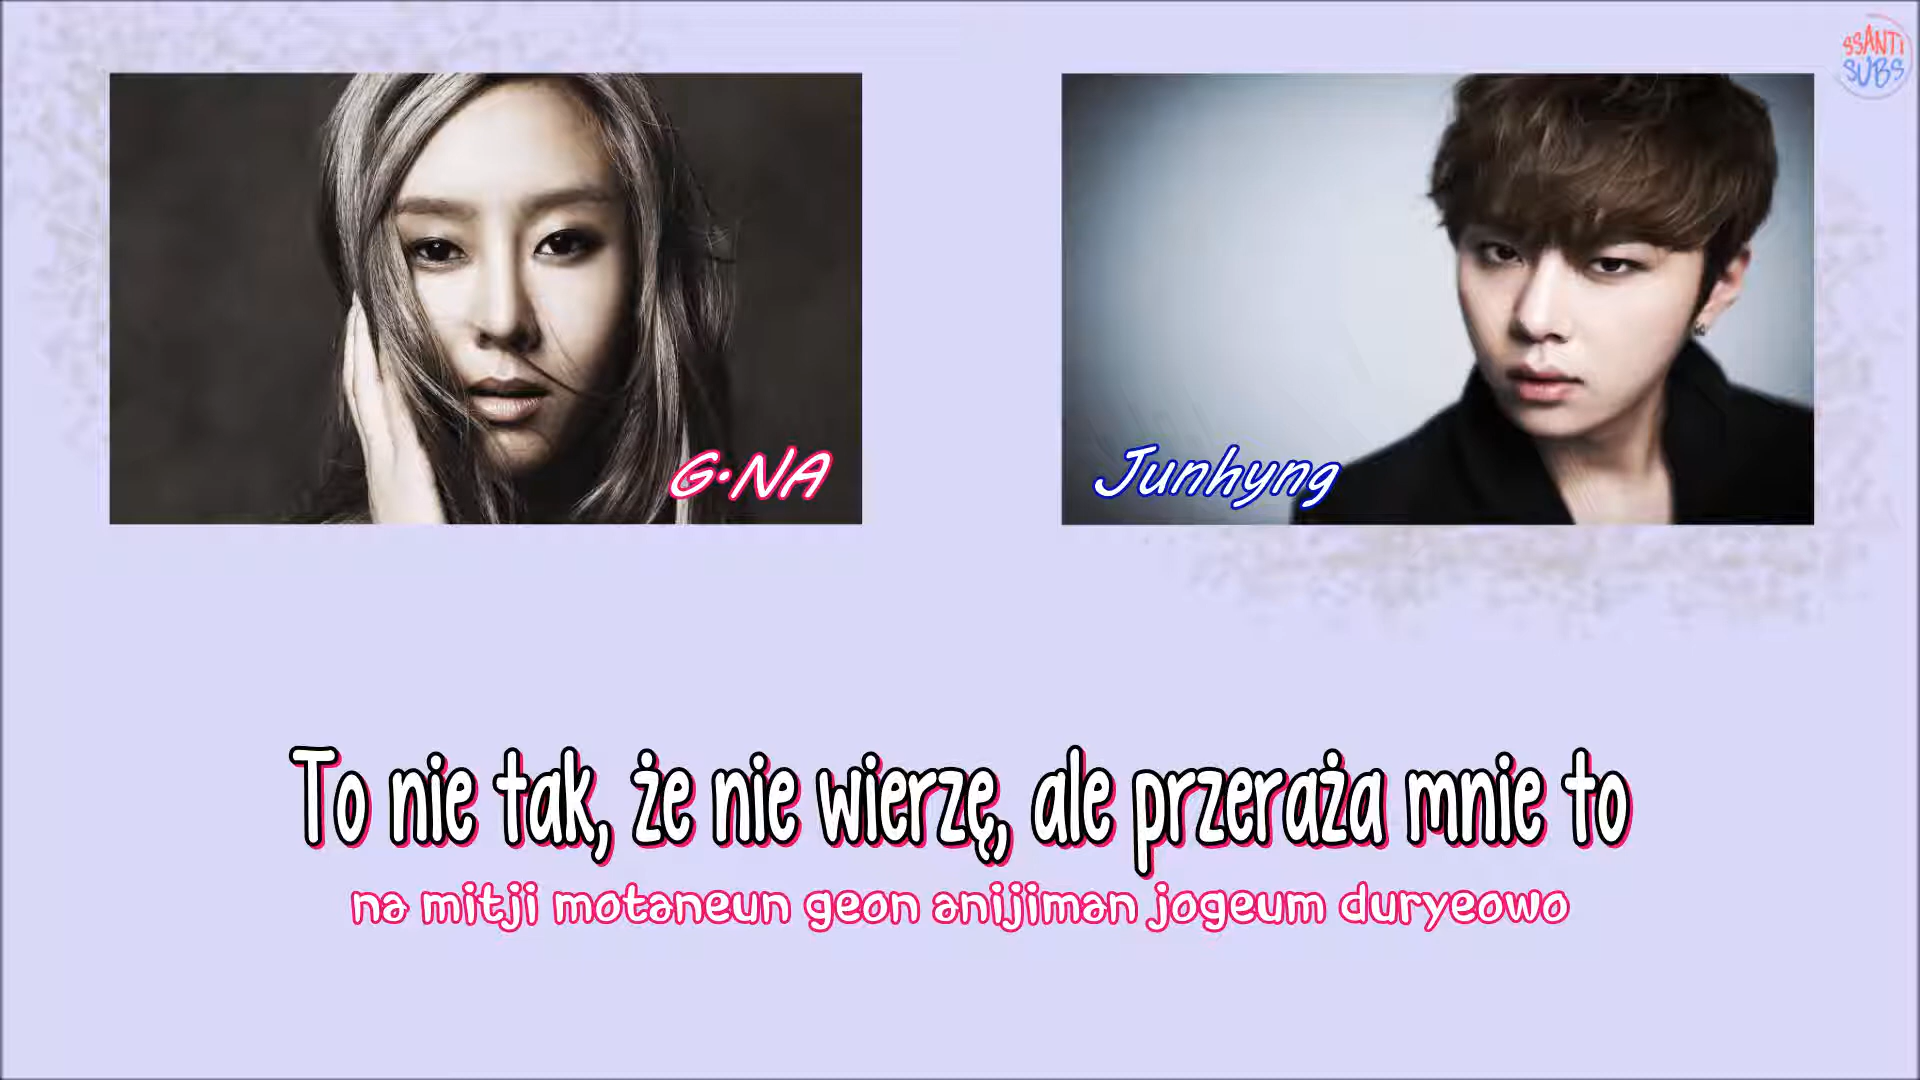 SSANTI
SUBS
G•NA
Junhyng
To nie tak, że nie wierzę, ale przeraża mnie to
na mitji motaneun geon anijiman jogeum duryeowo